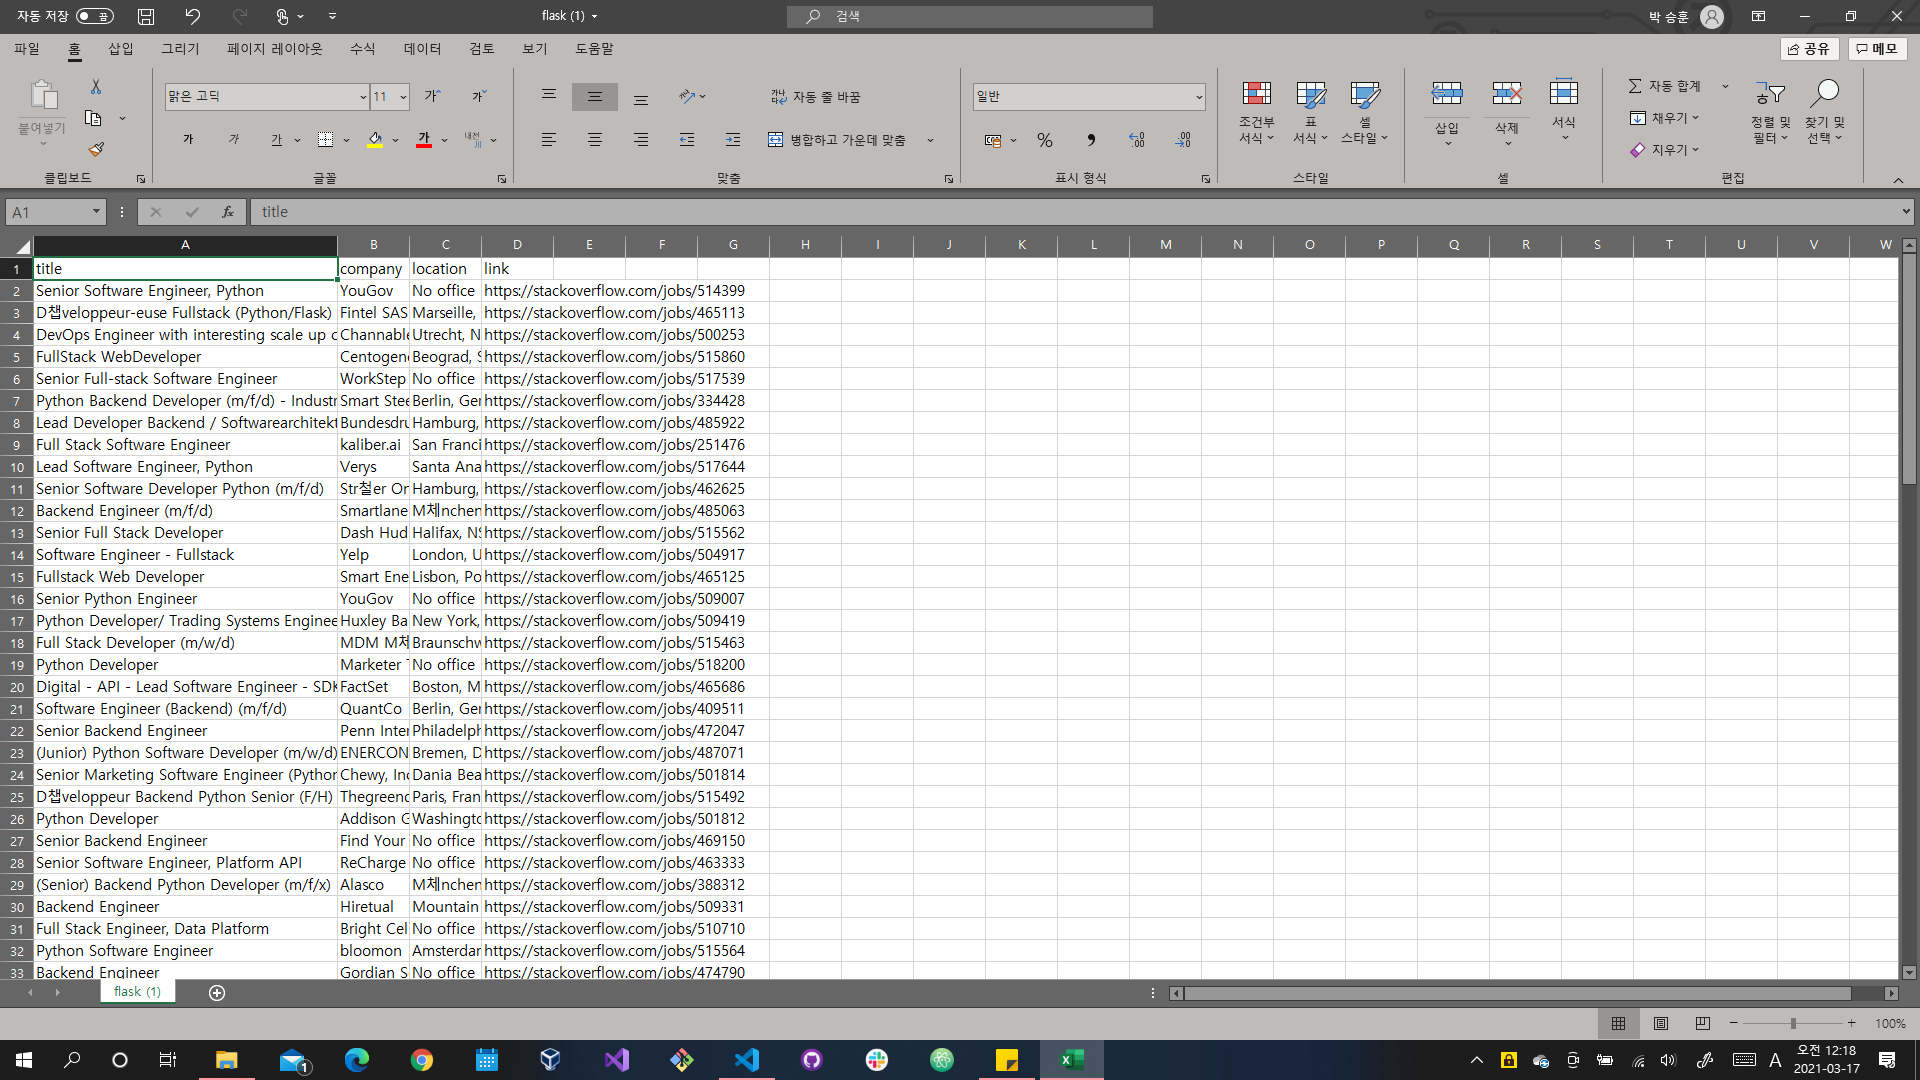 자동 저장 끔 flask (1) 검색 박 승훈
파일 홈 삽입 그리기 페이지 레이아웃 수식 데이터 검토 보기 도움말 공유 메모
붙여넣기 맑은 고딕 11 가 가 자동 줄 바꿈 일반 조건부 서식 표 서식 셀 스타일 삽입 삭제 서식 자동 합계 채우기 지우기 정렬 및 필터 찾기 및 선택
가 가 가 가 내천 병합하고 가운데 맞춤 % .00
클립보드 글꼴 맞춤 표시 형식 스타일 셀 편집
A1 fx title
A B C D E F G H I J K L M N O P Q R S T U V W
1 title company location link
2 Senior Software Engineer, Python YouGov No office https://stackoverflow.com/jobs/514399
3 D챕veloppeur-euse Fullstack (Python/Flask) Fintel SAS Marseille, https://stackoverflow.com/jobs/465113
4 DevOps Engineer with interesting scale up c Channable Utrecht, N https://stackoverflow.com/jobs/500253
5 FullStack WebDeveloper Centogene Beograd, S https://stackoverflow.com/jobs/515860
6 Senior Full-stack Software Engineer WorkStep No office https://stackoverflow.com/jobs/517539
7 Python Backend Developer (m/f/d) - Industr Smart Stee Berlin, Ger https://stackoverflow.com/jobs/334428
8 Lead Developer Backend / Softwarearchitekt Bundesdru Hamburg, https://stackoverflow.com/jobs/485922
9 Full Stack Software Engineer kaliber.ai San Franci https://stackoverflow.com/jobs/251476
10 Lead Software Engineer, Python Verys Santa Ana https://stackoverflow.com/jobs/517644
11 Senior Software Developer Python (m/f/d) Str철er On Hamburg, https://stackoverflow.com/jobs/462625
12 Backend Engineer (m/f/d) Smartlane M체nchen https://stackoverflow.com/jobs/485063
13 Senior Full Stack Developer Dash Hud Halifax, NS https://stackoverflow.com/jobs/515562
14 Software Engineer - Fullstack Yelp London, U https://stackoverflow.com/jobs/504917
15 Fullstack Web Developer Smart Ene Lisbon, Po https://stackoverflow.com/jobs/465125
16 Senior Python Engineer YouGov No office https://stackoverflow.com/jobs/509007
17 Python Developer/ Trading Systems Enginee Huxley Ba New York, https://stackoverflow.com/jobs/509419
18 Full Stack Developer (m/w/d) MDM M체 Braunschw https://stackoverflow.com/jobs/515463
19 Python Developer Marketer T No office https://stackoverflow.com/jobs/518200
20 Digital - API - Lead Software Engineer - SDK FactSet Boston, M https://stackoverflow.com/jobs/465686
21 Software Engineer (Backend) (m/f/d) QuantCo Berlin, Ger https://stackoverflow.com/jobs/409511
22 Senior Backend Engineer Penn Inter Philadelph https://stackoverflow.com/jobs/472047
23 (Junior) Python Software Developer (m/w/d) ENERCON Bremen, D https://stackoverflow.com/jobs/487071
24 Senior Marketing Software Engineer (Python Chewy, Inc Dania Bea https://stackoverflow.com/jobs/501814
25 D챕veloppeur Backend Python Senior (F/H) Thegreenc Paris, Fran https://stackoverflow.com/jobs/515492
26 Python Developer Addison G Washingto https://stackoverflow.com/jobs/501812
27 Senior Backend Engineer Find Your No office https://stackoverflow.com/jobs/469150
28 Senior Software Engineer, Platform API ReCharge No office https://stackoverflow.com/jobs/463333
29 (Senior) Backend Python Developer (m/f/x) Alasco M체nchen https://stackoverflow.com/jobs/388312
30 Backend Engineer Hiretual Mountain https://stackoverflow.com/jobs/509331
31 Full Stack Engineer, Data Platform Bright Cel No office https://stackoverflow.com/jobs/510710
32 Python Software Engineer bloomon Amsterdar https://stackoverflow.com/jobs/515564
33 Backend Engineer Gordian S No office https://stackoverflow.com/jobs/474790
flask (1)
100%
1 A 오전 12:18
2021-03-17